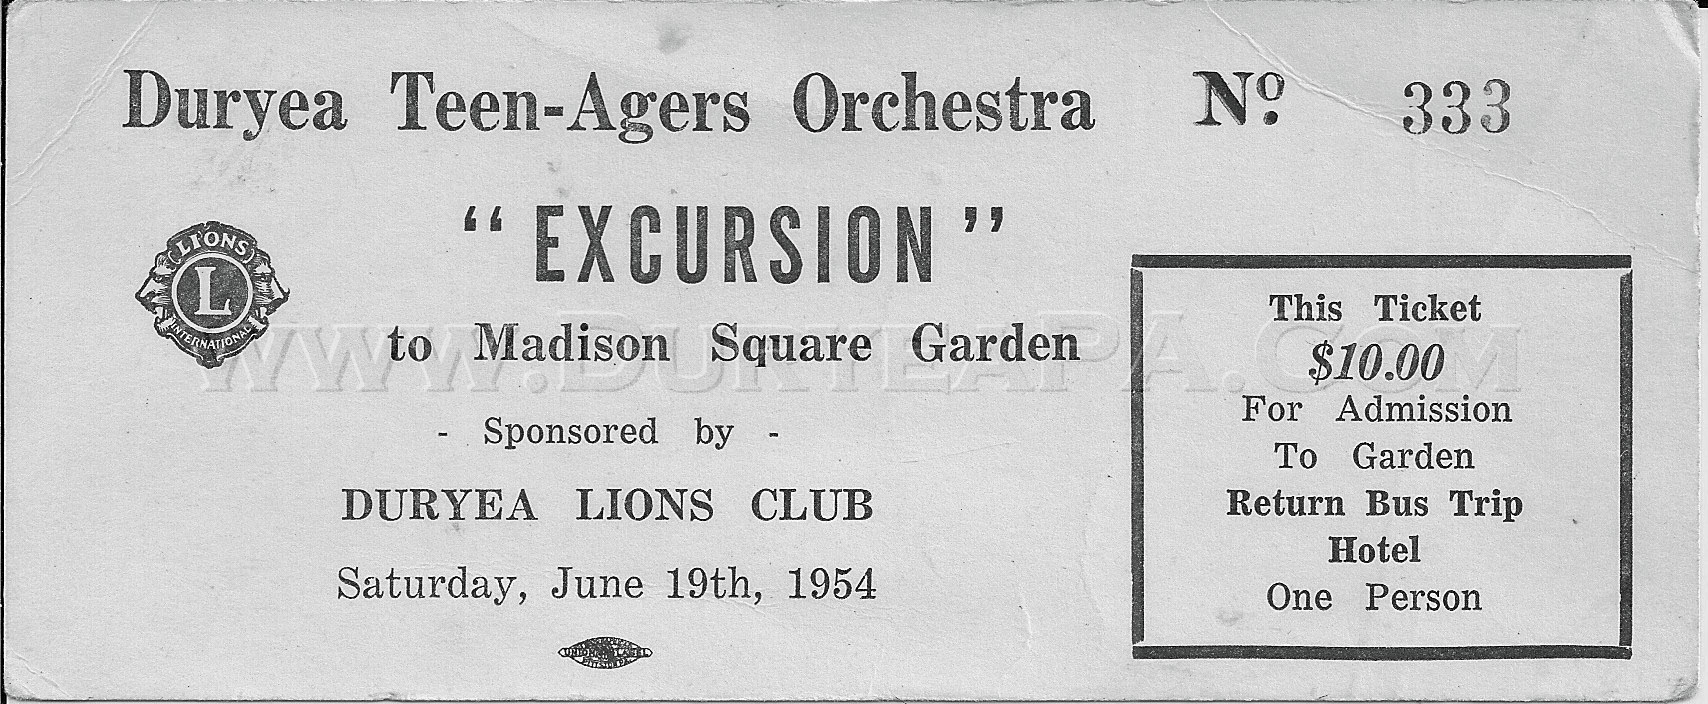 Duryea Teen-Agers Orchestra Nº. 333
"EXCURSION"
to Madison Square Garden
- Sponsored by -
DURYEA LIONS CLUB
Saturday, June 19th, 1954
LIONS
L
INTERNATIONAL
This Ticket
$10.00
For Admission
To Garden
Return Bus Trip
Hotel
One Person
UNION LABEL
www.DuryeaPA.com